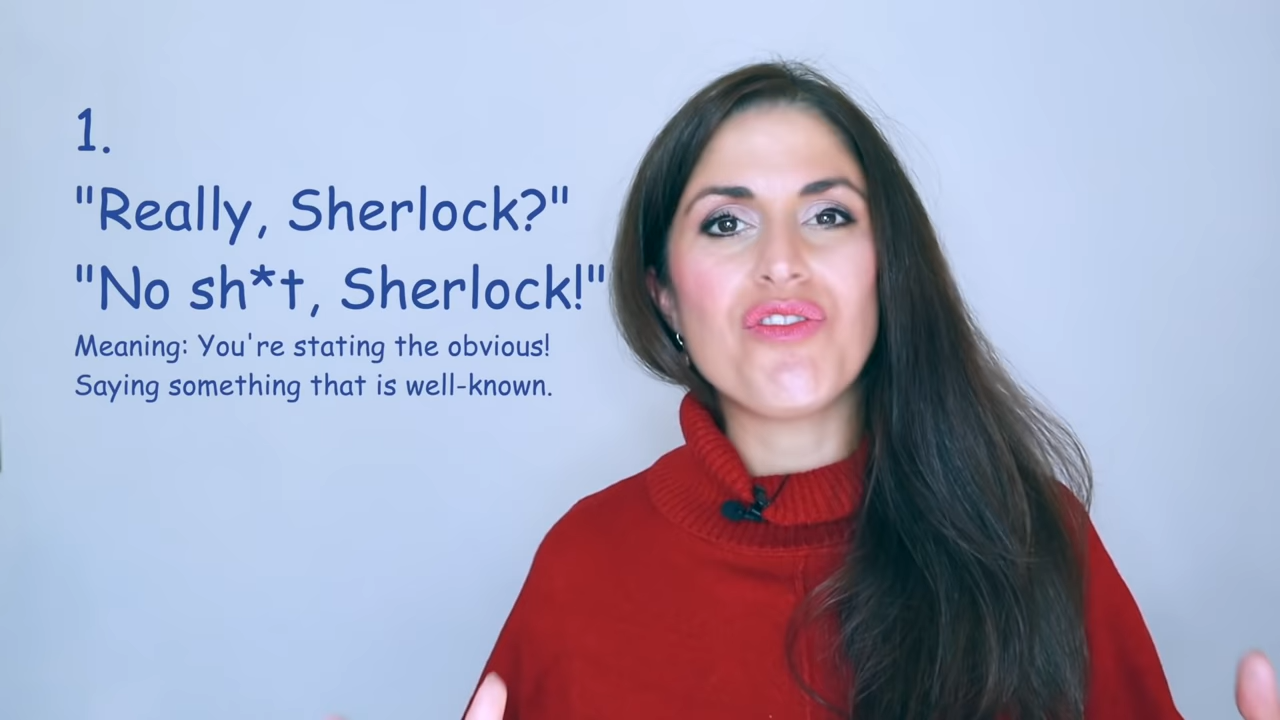 1.
"Really, Sherlock?"
"No sh*t, Sherlock!"
Meaning: You're stating the obvious!
Saying something that is well-known.